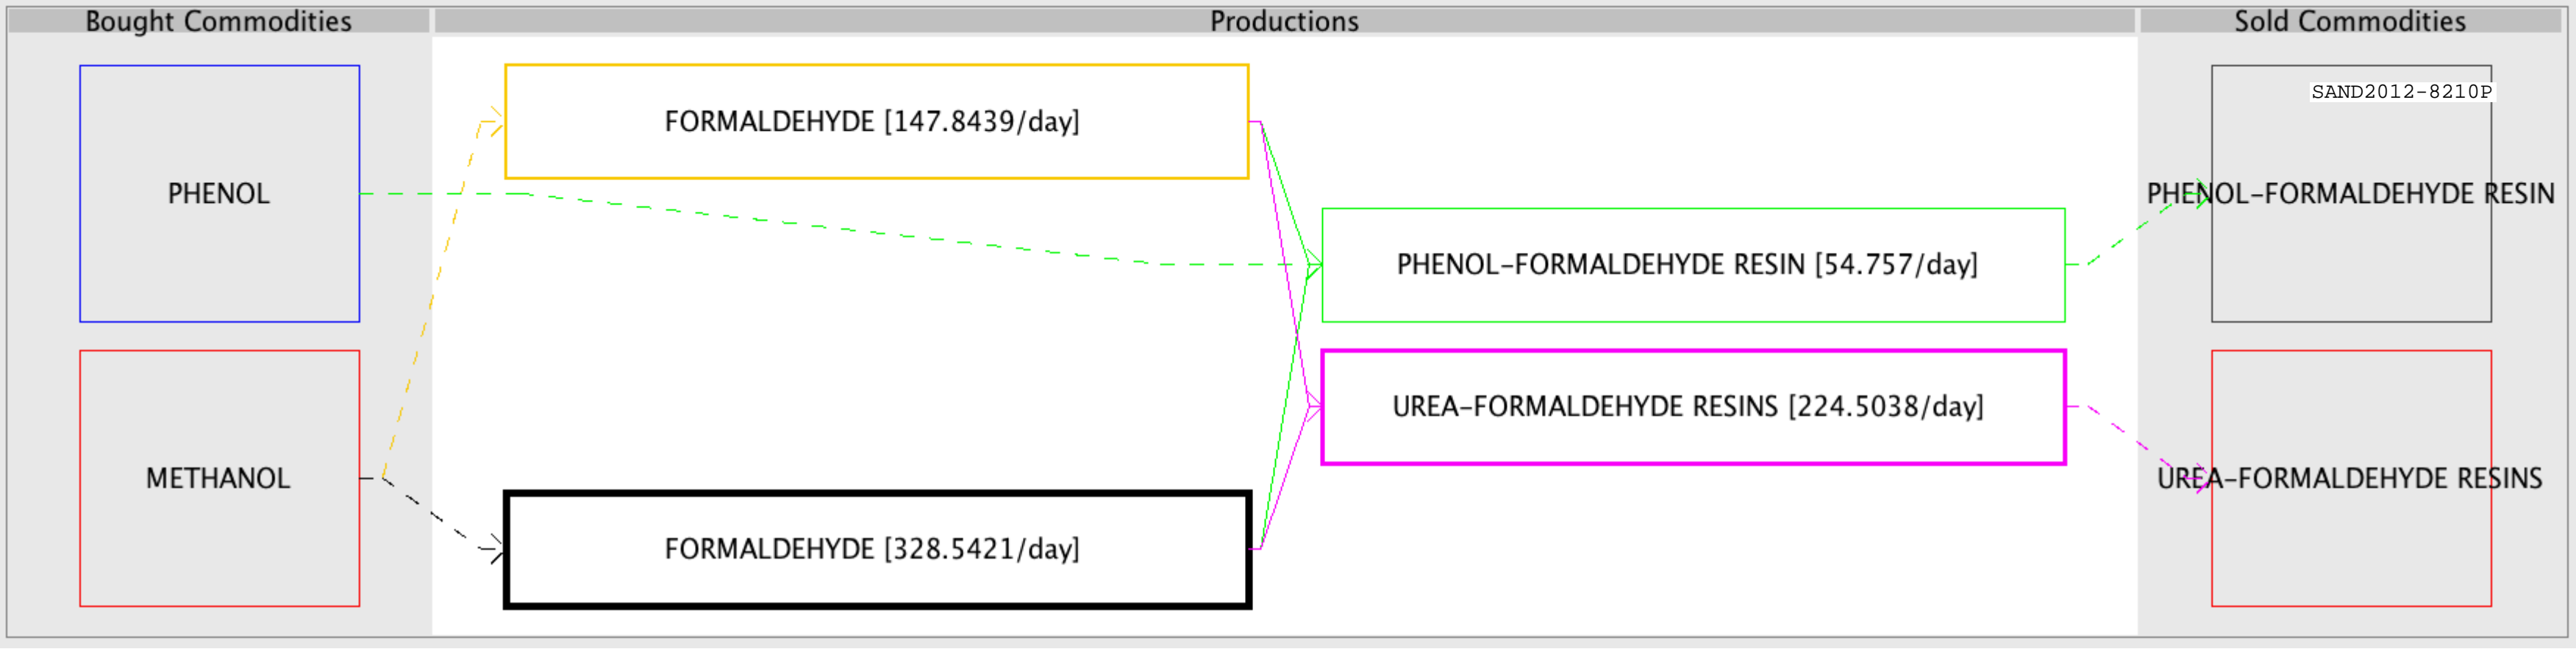 Bought Commodities
Productions
Sold Commodities
SAND2012-8210P
FORMALDEHYDE [147.8439/day]
PHENOL
PHENOL-FORMALDEHYDE RESIN
PHENOL-FORMALDEHYDE RESIN [54.757/day]
UREA-FORMALDEHYDE RESINS [224.5038/day]
METHANOL
UREA-FORMALDEHYDE RESINS
FORMALDEHYDE [328.5421/day]